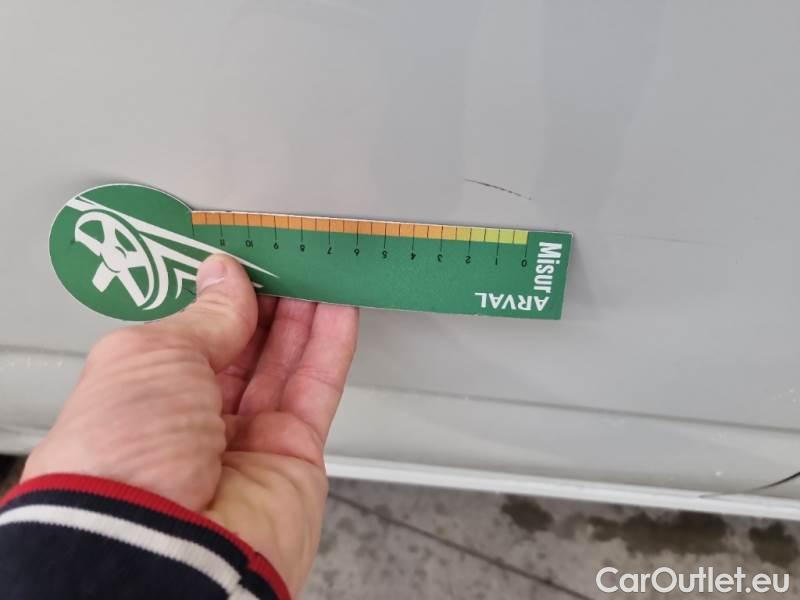 0 1 2 3 4 5 6 7 8 9 10 11
Misur
ARVAL
CarOutlet.eu